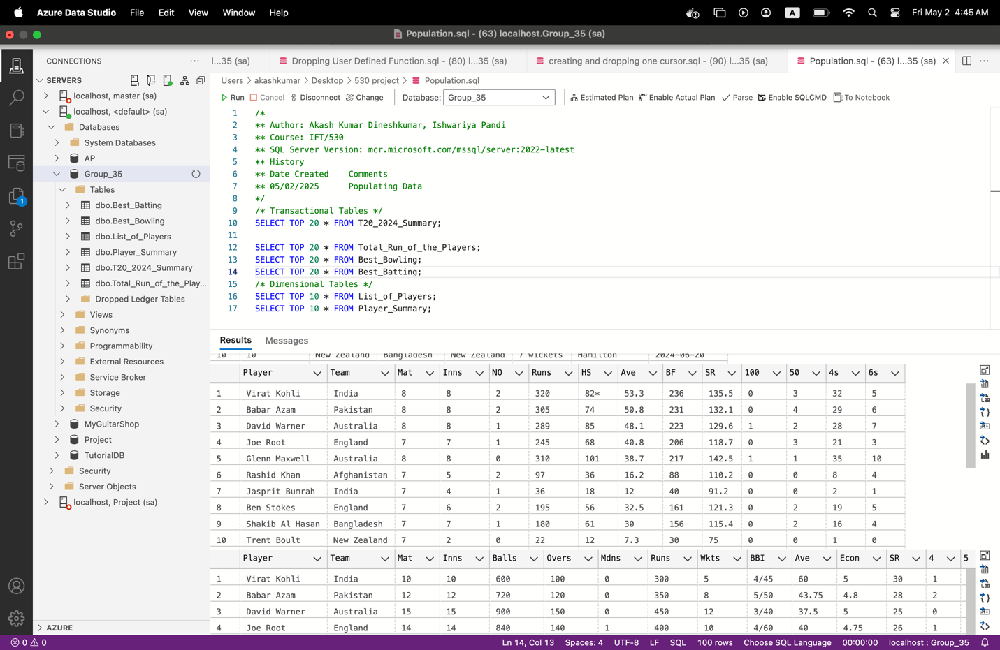 Azure Data Studio File Edit View Window Help A Fri May 2 4:45 AM
Population.sql - (63) localhost.Group_35 (sa)
CONNECTIONS
l...35 (sa) Dropping User Defined Function.sql - (80) l...35 (sa) creating and dropping one cursor.sql - (90) l...35 (sa) Population.sql - (63) l...35 (sa)
SERVERS
Users > akashkumar > Desktop > 530 project > Population.sql
Run Cancel Disconnect Change Database: Group_35 Estimated Plan Enable Actual Plan Parse Enable SQLCMD To Notebook
localhost, master (sa)
localhost, <default> (sa)
Databases
System Databases
AP
Group_35
Tables
dbo.Best_Batting
dbo.Best_Bowling
dbo.List_of_Players
dbo.Player_Summary
dbo.T20_2024_Summary
dbo.Total_Run_of_the_Play...
Dropped Ledger Tables
Views
Synonyms
Programmability
External Resources
Service Broker
Storage
Security
MyGuitarShop
Project
TutorialDB
Security
Server Objects
localhost, Project (sa)
AZURE
1
1 /*
2 ** Author: Akash Kumar Dineshkumar, Ishwariya Pandi
3 ** Course: IFT/530
4 ** SQL Server Version: mcr.microsoft.com/mssql/server:2022-latest
5 ** History
6 ** Date Created Comments
7 ** 05/02/2025 Populating Data
8 */
9 /* Transactional Tables */
10 SELECT TOP 20 * FROM T20_2024_Summary;
11
12 SELECT TOP 20 * FROM Total_Run_of_the_Players;
13 SELECT TOP 20 * FROM Best_Bowling;
14 SELECT TOP 20 * FROM Best_Batting;
15 /* Dimensional Tables */
16 SELECT TOP 10 * FROM List_of_Players;
17 SELECT TOP 10 * FROM Player_Summary;
Results Messages
10 10 New Zealand Bangladesh New Zealand 7 wickets Hamilton 2024-06-20
Player Team Mat Inns NO Runs HS Ave BF SR 100 50 4s 6s
1 Virat Kohli India 8 8 2 320 82* 53.3 236 135.5 0 3 32 5
2 Babar Azam Pakistan 8 8 2 305 74 50.8 231 132.1 0 4 29 6
3 David Warner Australia 8 8 1 289 85 48.1 223 129.6 1 2 28 7
4 Joe Root England 7 7 1 245 68 40.8 206 118.7 0 3 21 3
5 Glenn Maxwell Australia 8 8 0 310 101 38.7 217 142.5 1 1 35 10
6 Rashid Khan Afghanistan 7 5 2 97 36 16.2 88 110.2 0 0 8 4
7 Jasprit Bumrah India 7 4 1 36 18 12 40 91.2 0 0 2 1
8 Ben Stokes England 7 6 2 195 56 32.5 161 121.3 0 2 19 5
9 Shakib Al Hasan Bangladesh 7 7 1 180 61 30 156 115.4 0 2 16 4
10 Trent Boult New Zealand 7 2 0 22 12 7.3 30 75 0 0 1 0
Player Team Mat Inns Balls Overs Mdns Runs Wkts BBI Ave Econ SR 4 5
1 Virat Kohli India 10 10 600 100 0 300 5 4/45 60 5 30 1
2 Babar Azam Pakistan 12 12 720 120 0 350 8 5/50 43.75 4.8 28 2
3 David Warner Australia 15 15 900 150 0 450 12 3/40 37.5 5 25 0
4 Joe Root England 14 14 840 140 1 400 10 4/60 40 4.75 26 1
0 0 Ln 14, Col 13 Spaces: 4 UTF-8 LF SQL 100 rows Choose SQL Language 00:00:00 localhost : Group_35